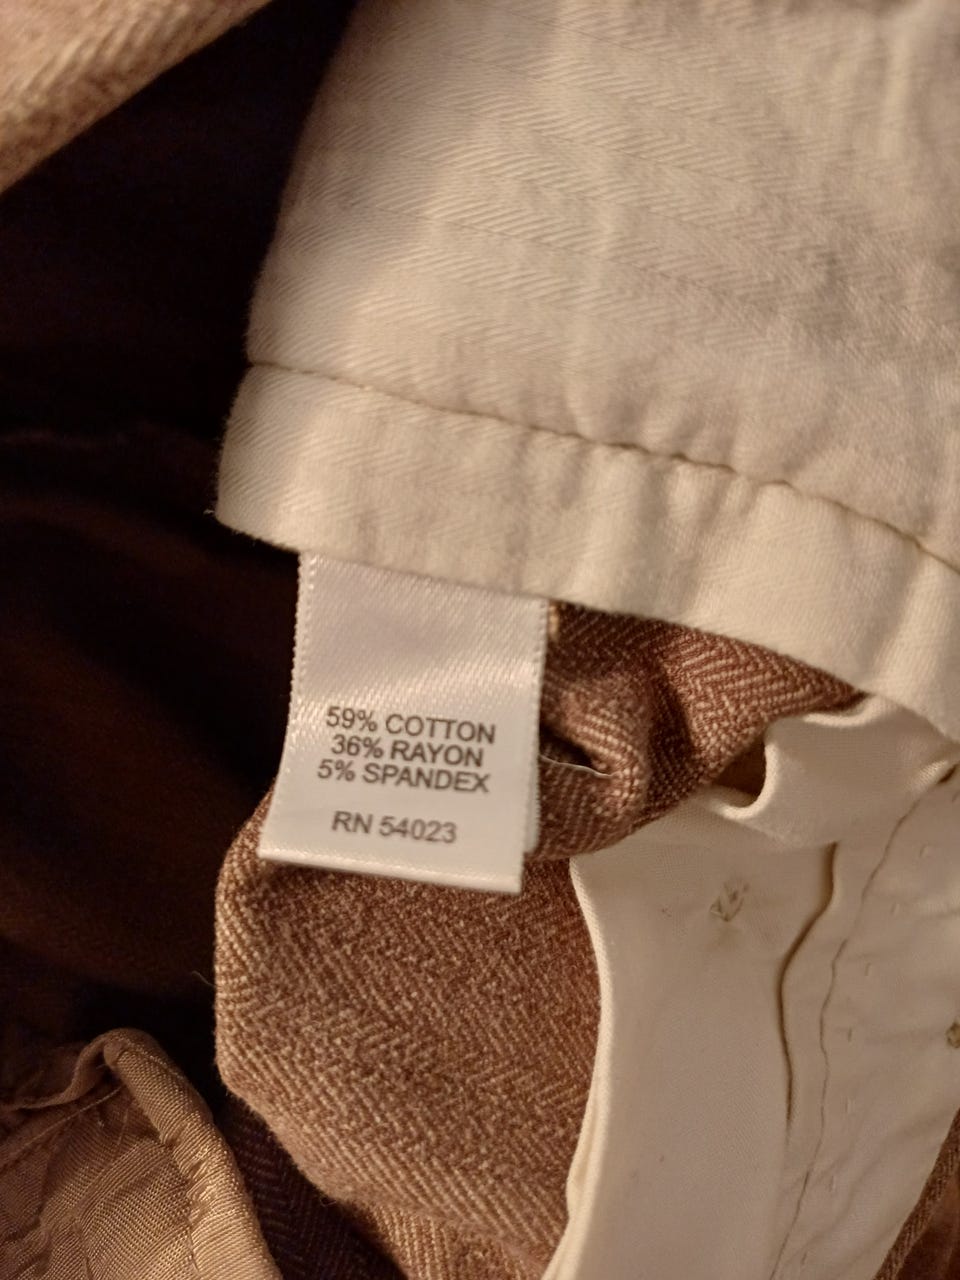 59% COTTON
36% RAYON
5% SPANDEX
RN 54023